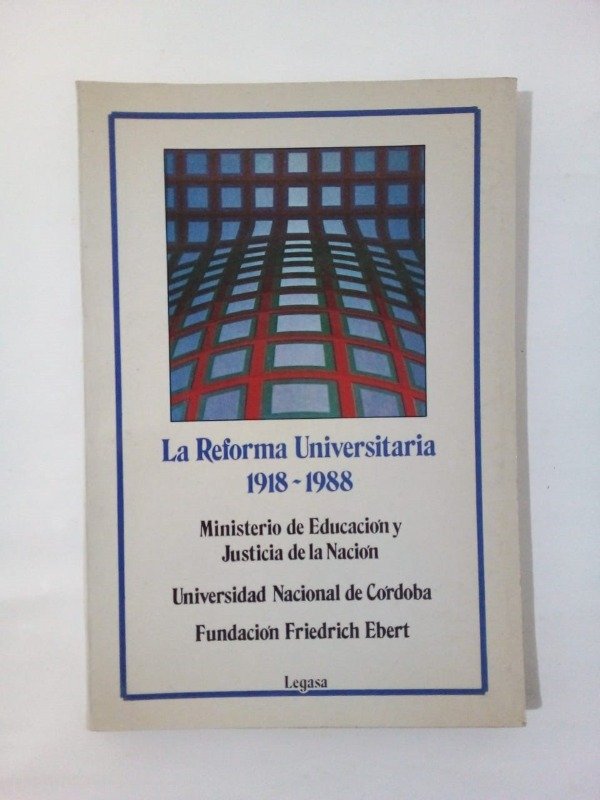 La Reforma Universitaria
1918-1988
Ministerio de Educación y
Justicia de la Nación
Universidad Nacional de Córdoba
Fundación Friedrich Ebert
Legasa